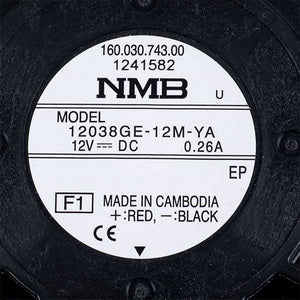 160.030.743.00
1241582
NMB U
MODEL
12038GE-12M-YA
12V⎓ DC 0.26A
EP
F1 MADE IN CAMBODIA
+:RED, −:BLACK
CE